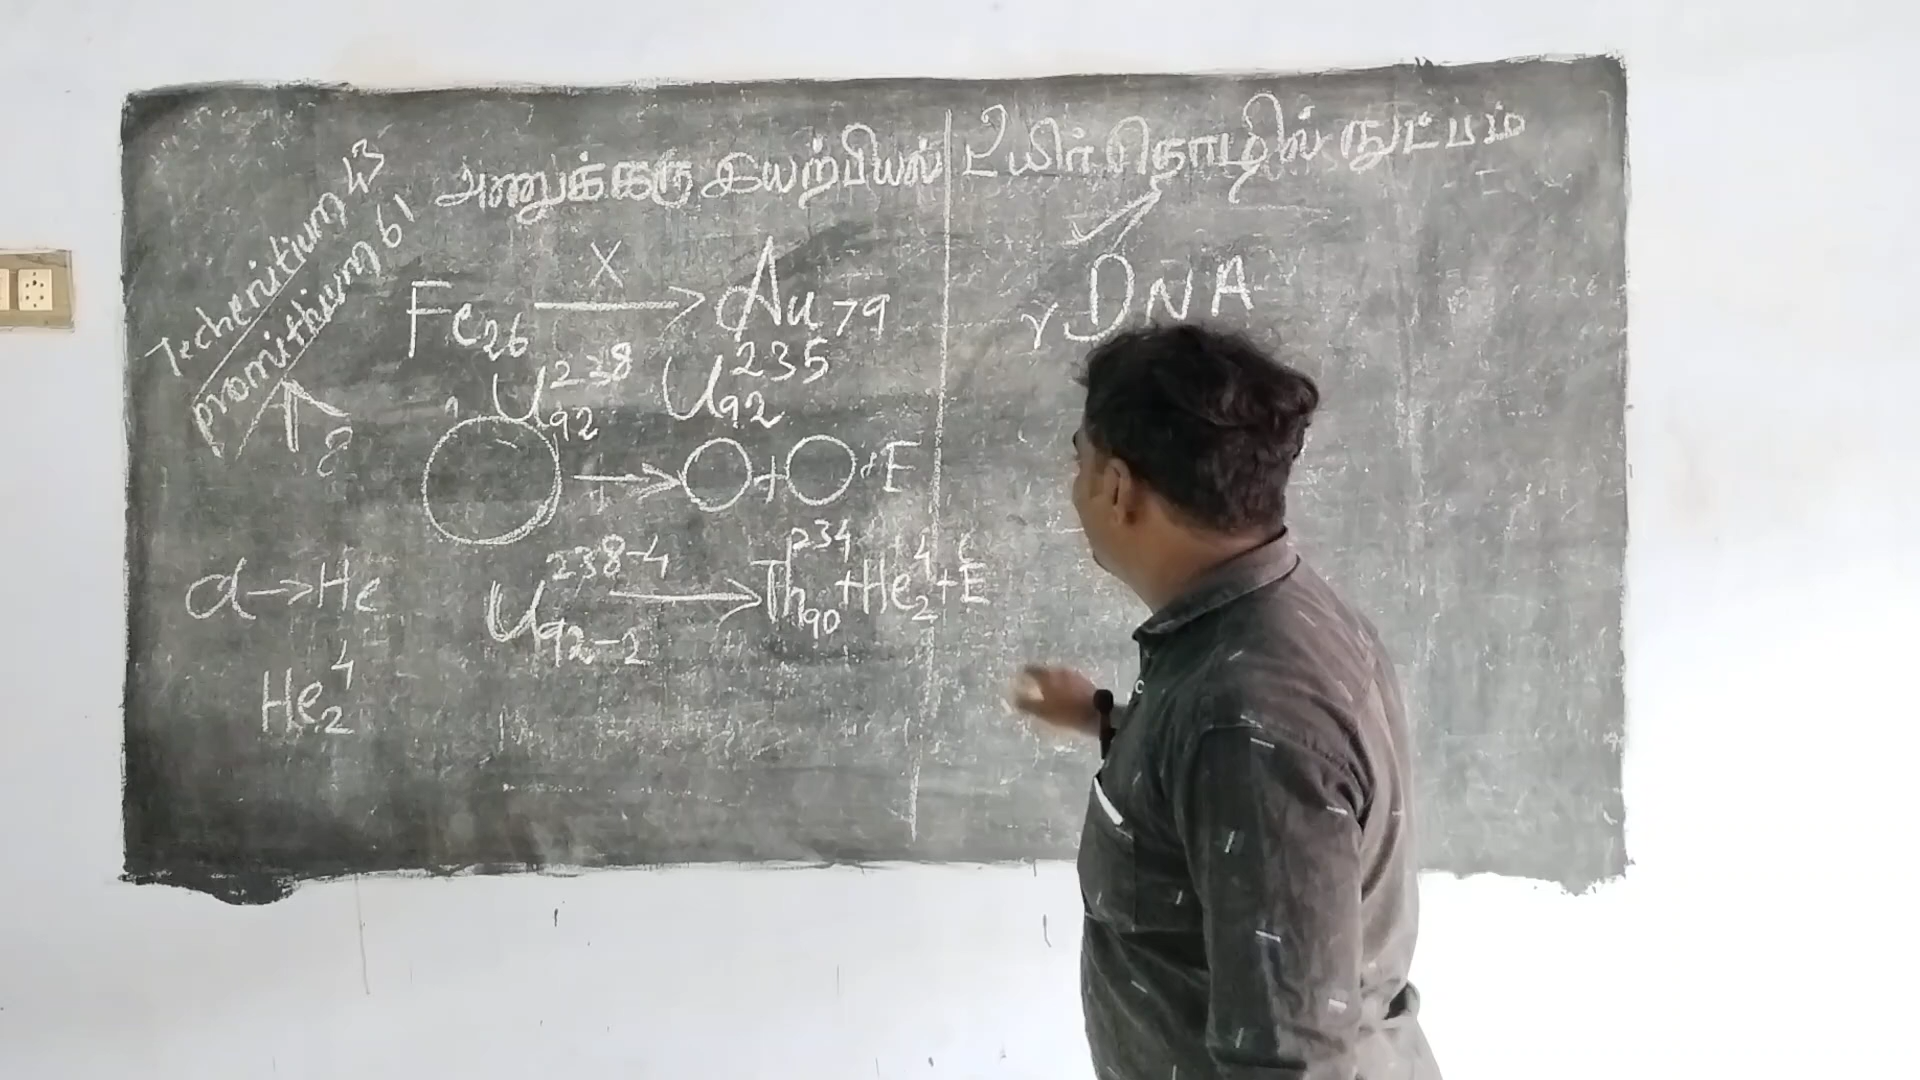 அணுக்கரு இயற்பியல்
Techenitium 43
promithium 61
Fe26 X → Au79
U92^238 U92^235
→ + + E
α → He
He2^4
U92-2^238-4 → Th90^234 + He2^4 + E
உயிர் தொழில் நுட்பம்
rDNA